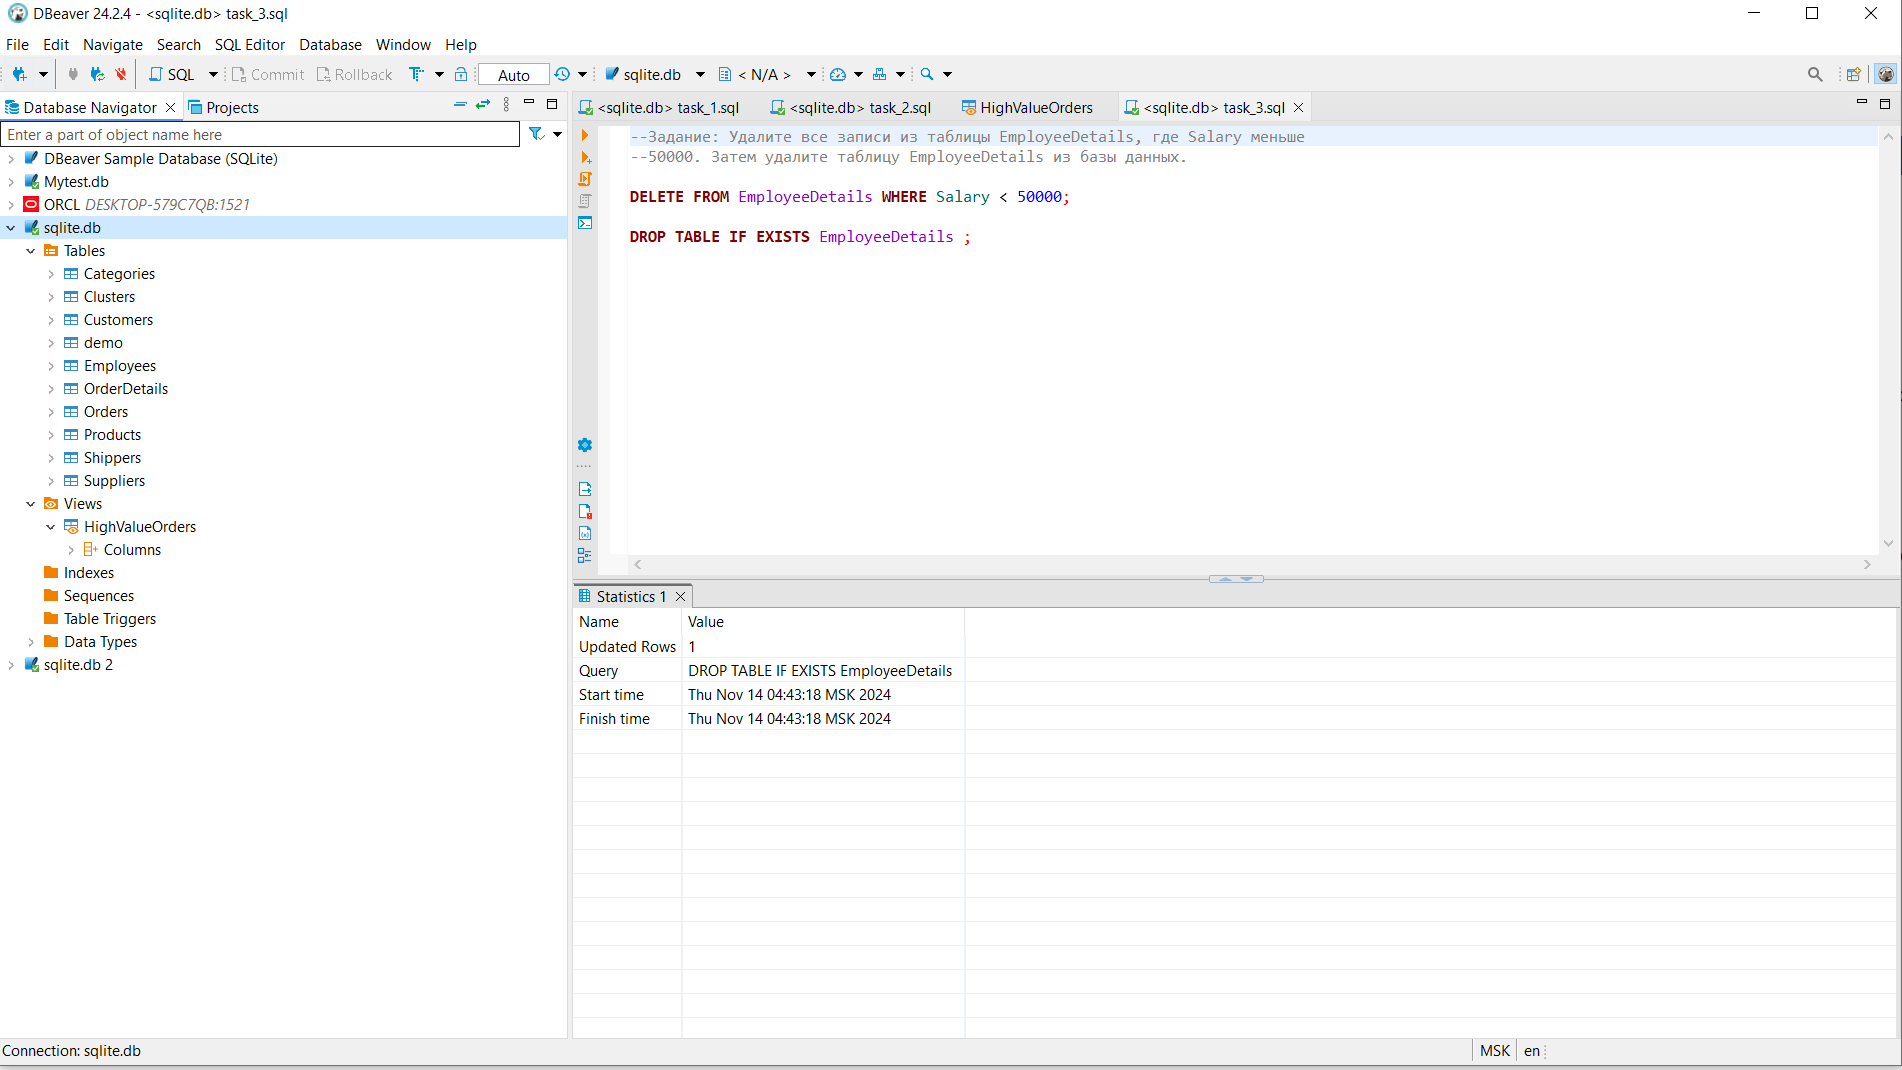 DBeaver 24.2.4 - <sqlite.db> task_3.sql
File Edit Navigate Search SQL Editor Database Window Help
SQL Commit Rollback Auto sqlite.db < N/A >
Database Navigator Projects
Enter a part of object name here
DBeaver Sample Database (SQLite)
Mytest.db
ORCL DESKTOP-579C7QB:1521
sqlite.db
Tables
Categories
Clusters
Customers
demo
Employees
OrderDetails
Orders
Products
Shippers
Suppliers
Views
HighValueOrders
Columns
Indexes
Sequences
Table Triggers
Data Types
sqlite.db 2
<sqlite.db> task_1.sql <sqlite.db> task_2.sql HighValueOrders <sqlite.db> task_3.sql
--Задание: Удалите все записи из таблицы EmployeeDetails, где Salary меньше
--50000. Затем удалите таблицу EmployeeDetails из базы данных.
DELETE FROM EmployeeDetails WHERE Salary < 50000;
DROP TABLE IF EXISTS EmployeeDetails ;
Statistics 1
Name Value
Updated Rows 1
Query DROP TABLE IF EXISTS EmployeeDetails
Start time Thu Nov 14 04:43:18 MSK 2024
Finish time Thu Nov 14 04:43:18 MSK 2024
Connection: sqlite.db MSK en